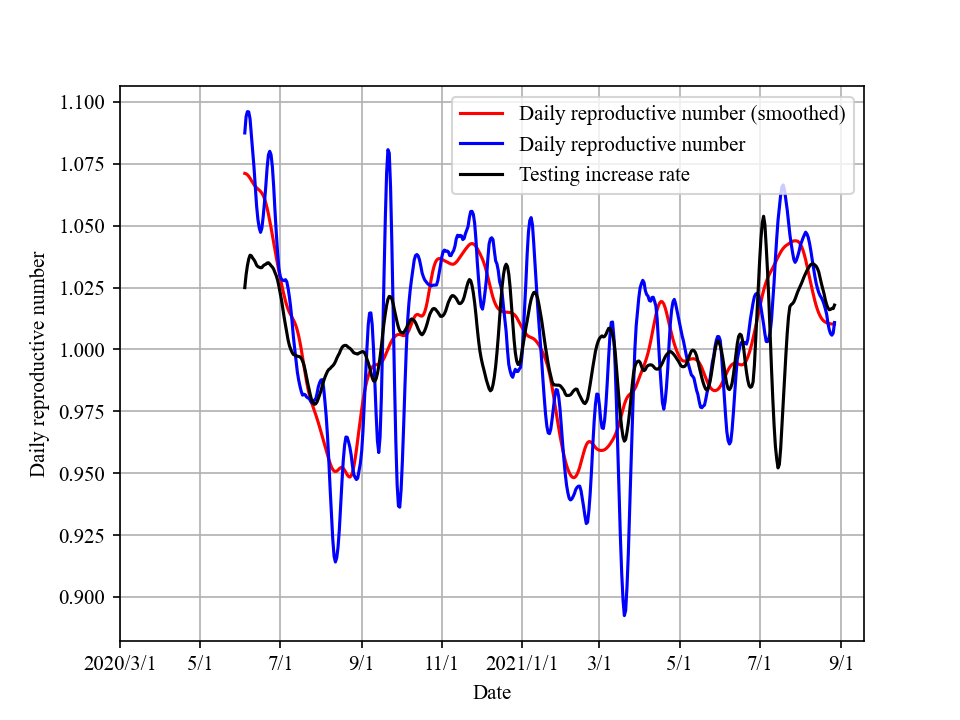 Daily reproductive number (smoothed)
Daily reproductive number
Testing increase rate
1.100
1.075
1.050
1.025
1.000
0.975
0.950
0.925
0.900
Daily reproductive number
2020/3/1 5/1 7/1 9/1 11/1 2021/1/1 3/1 5/1 7/1 9/1
Date